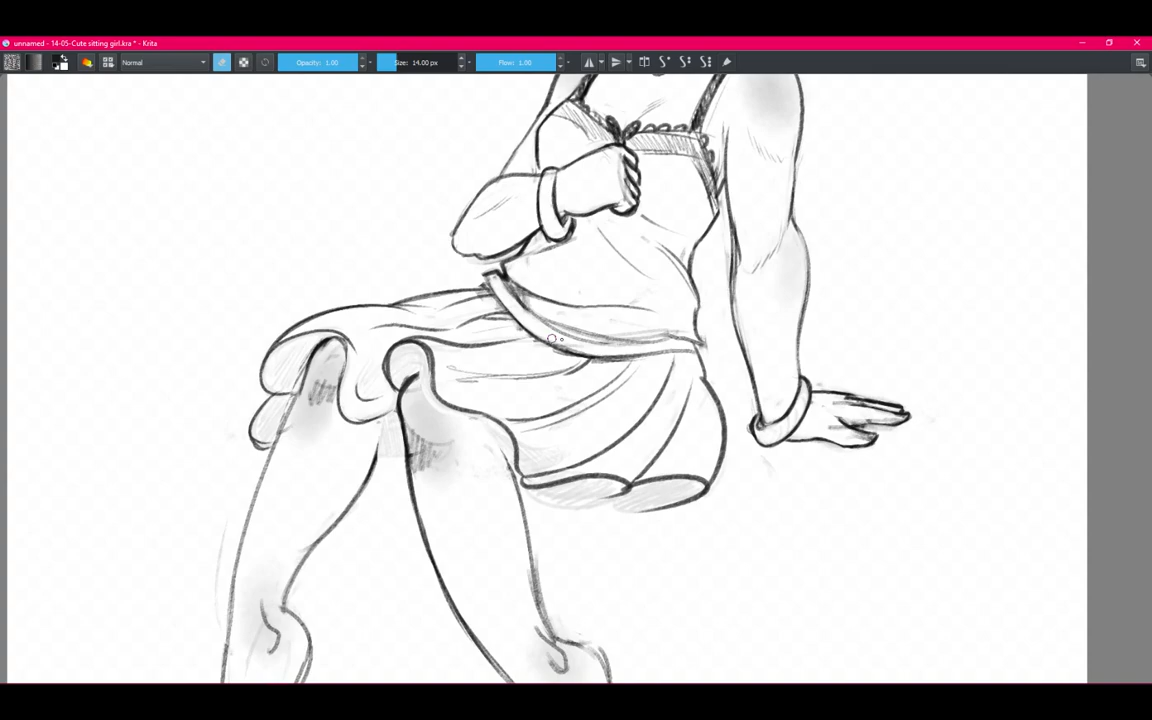 unnamed - 14-05-Cute sitting girl.kra * - Krita
Normal
Opacity: 1.00
Size: 14.00 px
Flow: 1.00